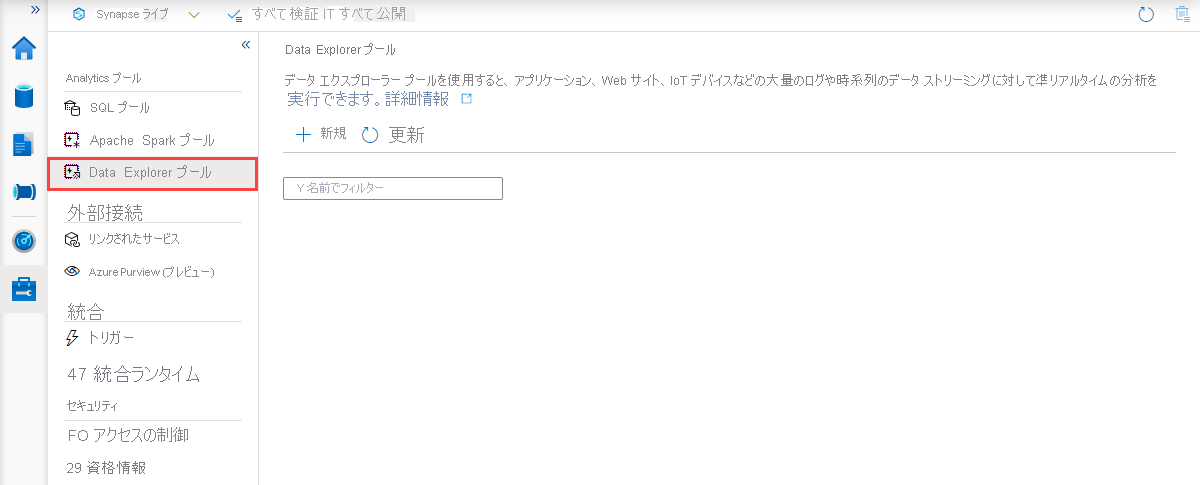 Synapse ライブ
すべて検証 IT すべて公開
Analytics プール
SQL プール
Apache Spark プール
Data Explorer プール
外部接続
リンクされたサービス
Azure Purview (プレビュー)
統合
トリガー
47 統合ランタイム
セキュリティ
FO アクセスの制御
29 資格情報
Data Explorer プール
データ エクスプローラー プールを使用すると、アプリケーション、Web サイト、IoT デバイスなどの大量のログや時系列のデータ ストリーミングに対して準リアルタイムの分析を
実行できます。詳細情報
新規 更新
Y 名前でフィルター